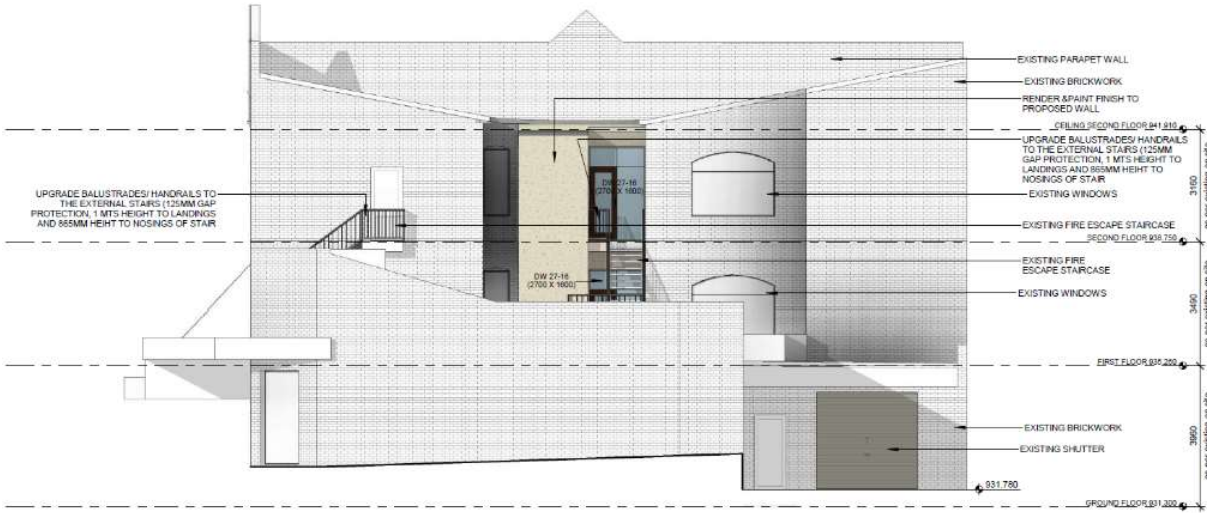 EXISTING PARAPET WALL
EXISTING BRICKWORK
RENDER &PAINT FINISH TO
PROPOSED WALL
CEILING SECOND FLOOR 941.910
UPGRADE BALUSTRADES/ HANDRAILS
TO THE EXTERNAL STAIRS (125MM
GAP PROTECTION, 1 MTS HEIGHT TO
LANDINGS AND 865MM HEIHT TO
NOSINGS OF STAIR
3160
DW 27-16
(2700 X 1600)
UPGRADE BALUSTRADES/ HANDRAILS TO
THE EXTERNAL STAIRS (125MM GAP
PROTECTION, 1 MTS HEIGHT TO LANDINGS
AND 865MM HEIHT TO NOSINGS OF STAIR
EXISTING WINDOWS
EXISTING FIRE ESCAPE STAIRCASE
SECOND FLOOR 938.750
EXISTING FIRE
ESCAPE STAIRCASE
DW 27-16
(2700 X 1600)
EXISTING WINDOWS
3490
FIRST FLOOR 935.260
EXISTING BRICKWORK
3960
EXISTING SHUTTER
931.780
GROUND FLOOR 931.300